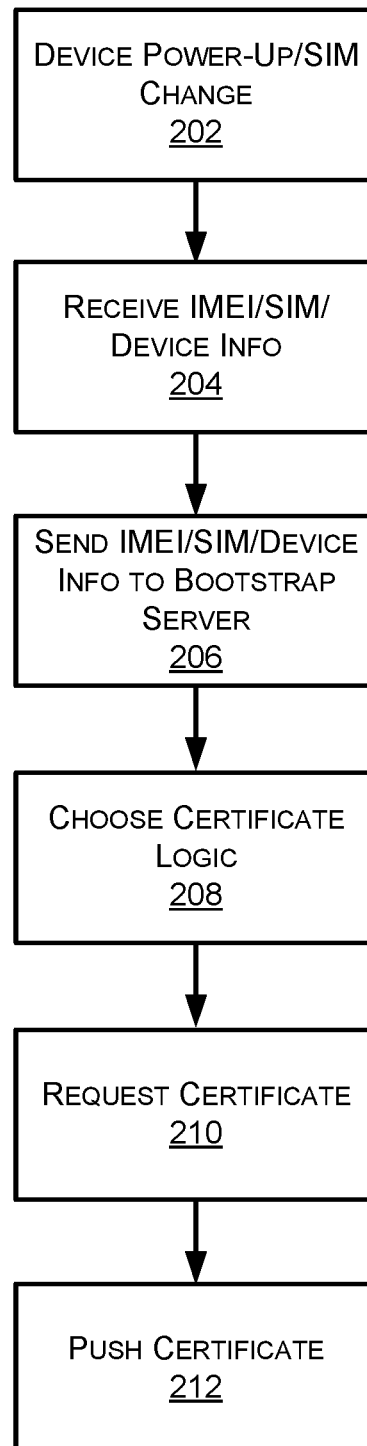 DEVICE POWER-UP/SIM
CHANGE
202
RECEIVE IMEI/SIM/
DEVICE INFO
204
SEND IMEI/SIM/DEVICE
INFO TO BOOTSTRAP
SERVER
206
CHOOSE CERTIFICATE
LOGIC
208
REQUEST CERTIFICATE
210
PUSH CERTIFICATE
212